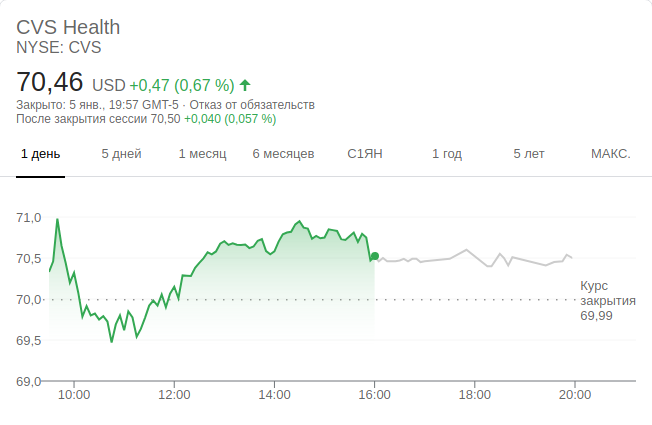 CVS Health
NYSE: CVS
70,46 USD +0,47 (0,67 %)
Закрыто: 5 янв., 19:57 GMT-5 · Отказ от обязательств
После закрытия сессии 70,50 +0,040 (0,057 %)
1 день 5 дней 1 месяц 6 месяцев С1ЯН 1 год 5 лет МАКС.
71,0
70,5
70,0
69,5
69,0
Курс
закрытия
69,99
10:00 12:00 14:00 16:00 18:00 20:00